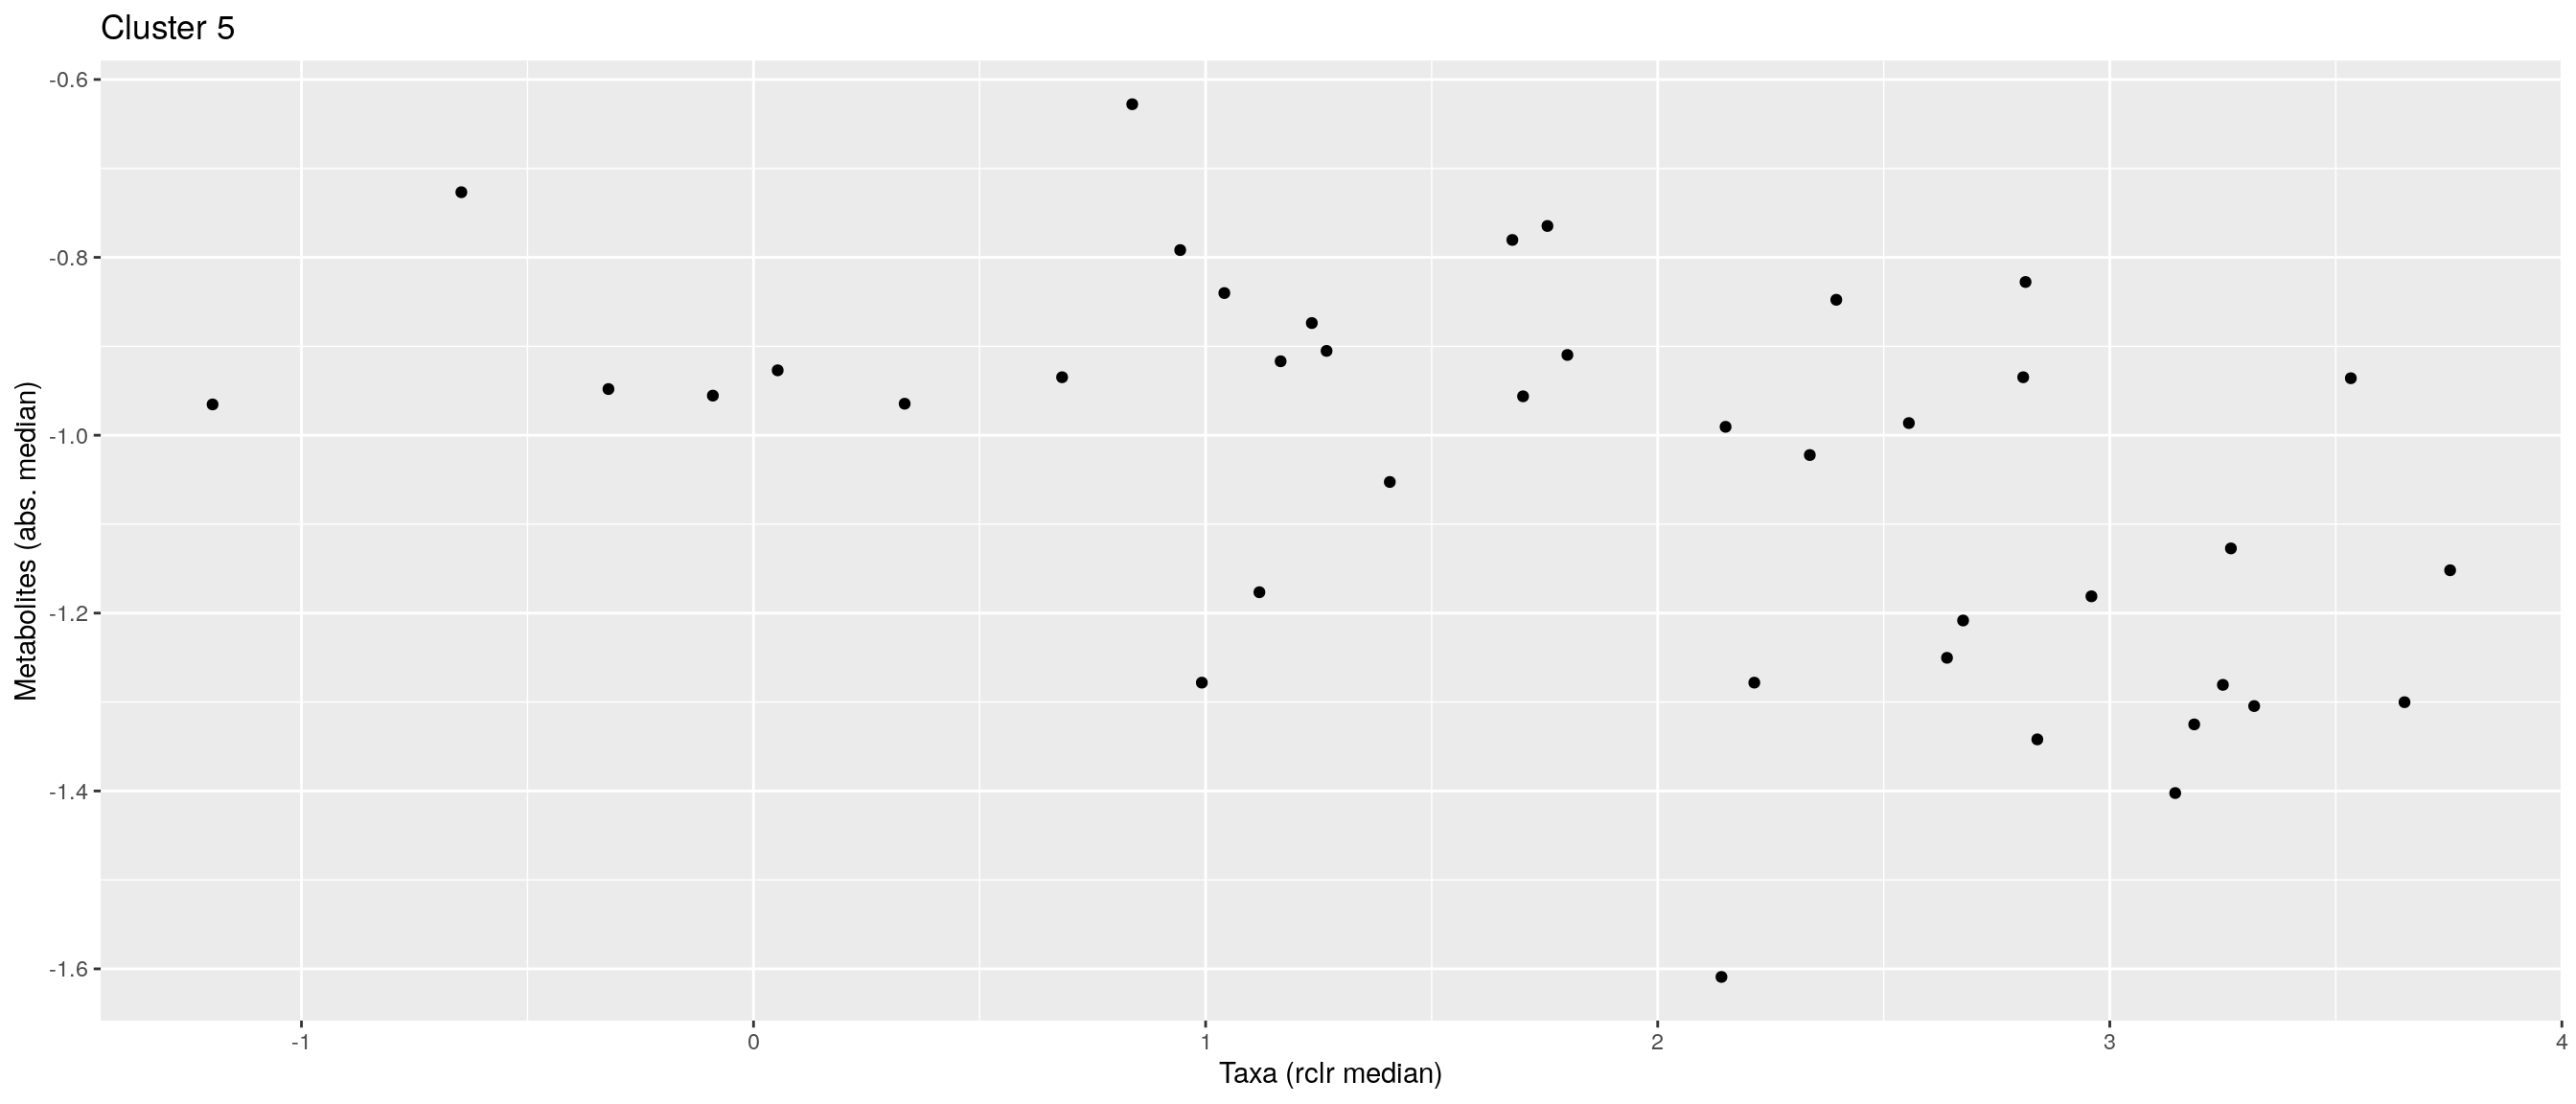 Cluster 5
-0.6
-0.8
-1.0
-1.2
-1.4
-1.6
Metabolites (abs. median)
-1 0 1 2 3 4
Taxa (rclr median)